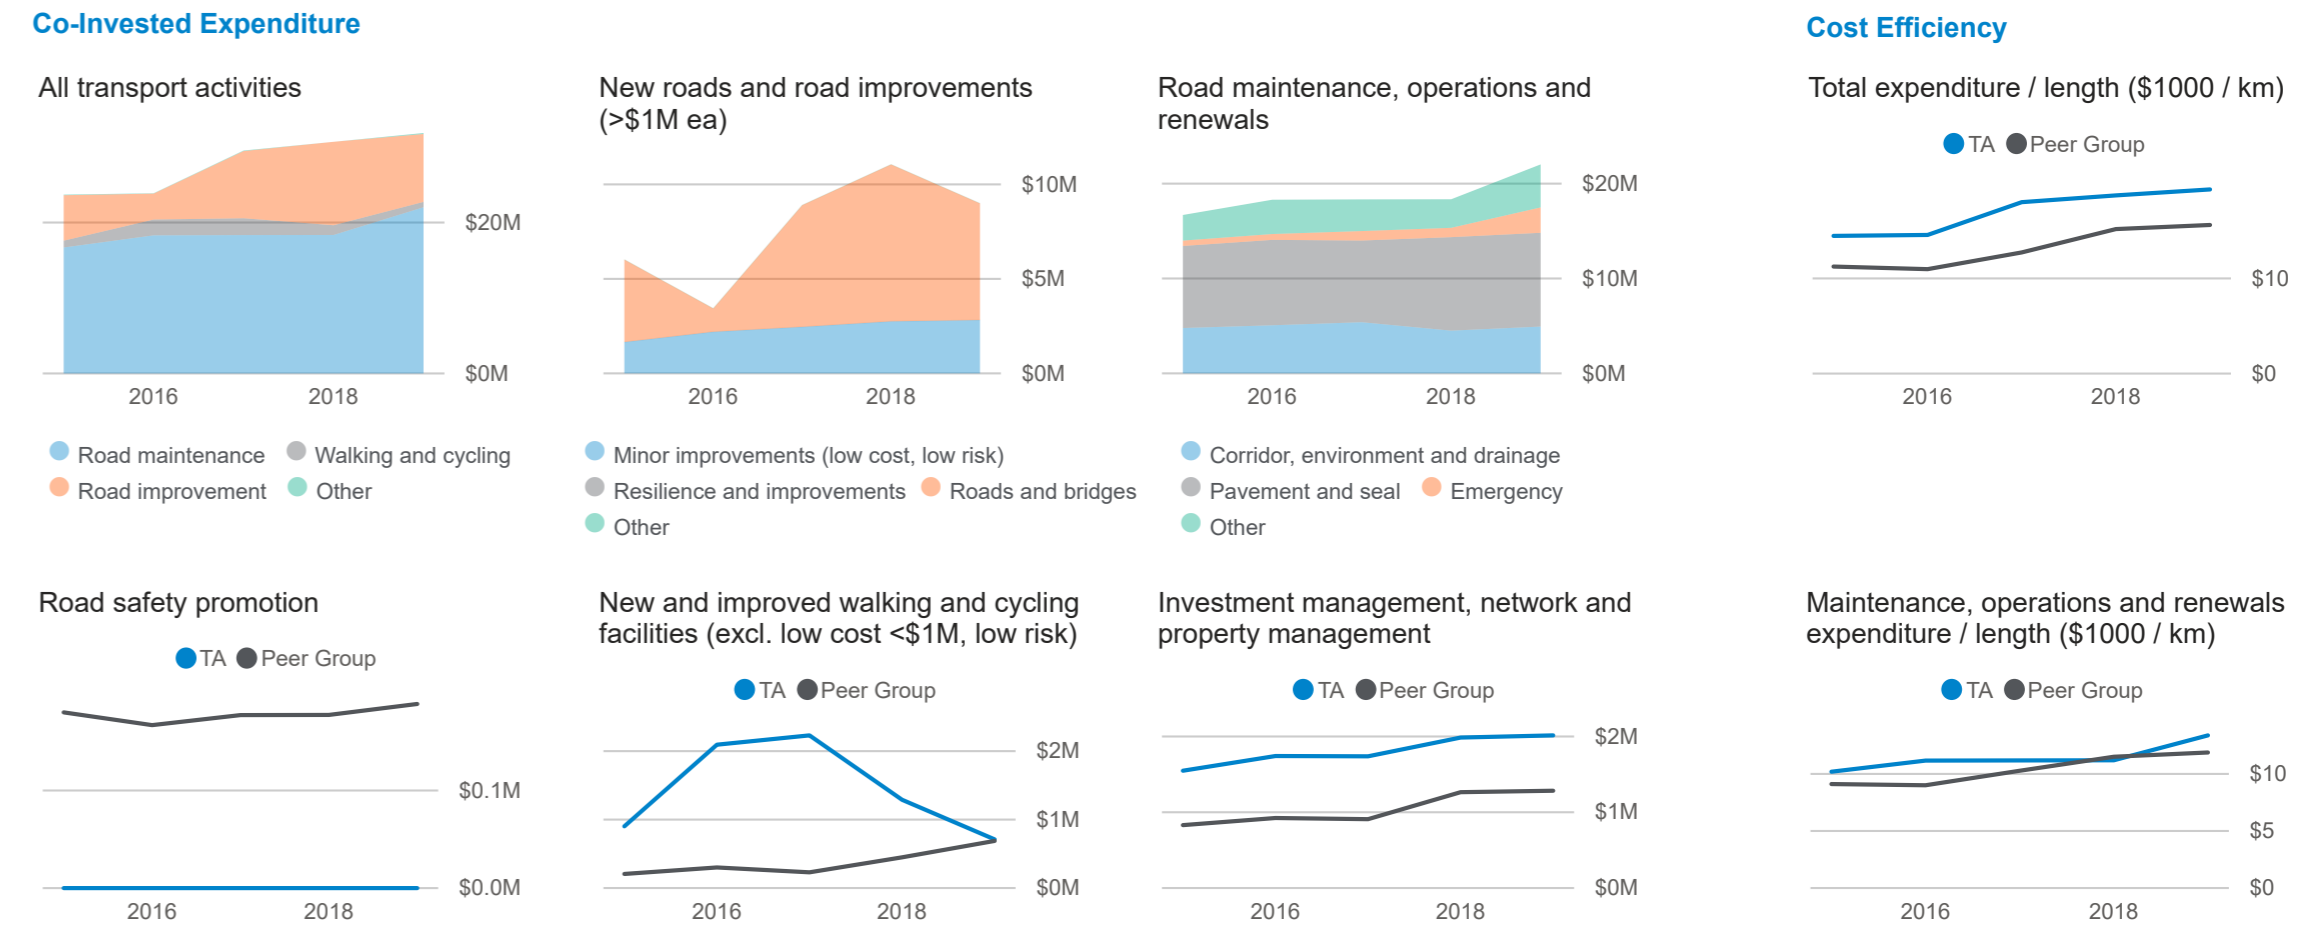 Co-Invested Expenditure
Cost Efficiency
All transport activities
$20M
$0M
2016 2018
Road maintenance Walking and cycling
Road improvement Other
New roads and road improvements
(>$1M ea)
$10M
$5M
$0M
2016 2018
Minor improvements (low cost, low risk)
Resilience and improvements Roads and bridges
Other
Road maintenance, operations and
renewals
$20M
$10M
$0M
2016 2018
Corridor, environment and drainage
Pavement and seal Emergency
Other
Total expenditure / length ($1000 / km)
TA Peer Group
$10
$0
2016 2018
Road safety promotion
TA Peer Group
$0.1M
$0.0M
2016 2018
New and improved walking and cycling
facilities (excl. low cost <$1M, low risk)
TA Peer Group
$2M
$1M
$0M
2016 2018
Investment management, network and
property management
TA Peer Group
$2M
$1M
$0M
2016 2018
Maintenance, operations and renewals
expenditure / length ($1000 / km)
TA Peer Group
$10
$5
$0
2016 2018